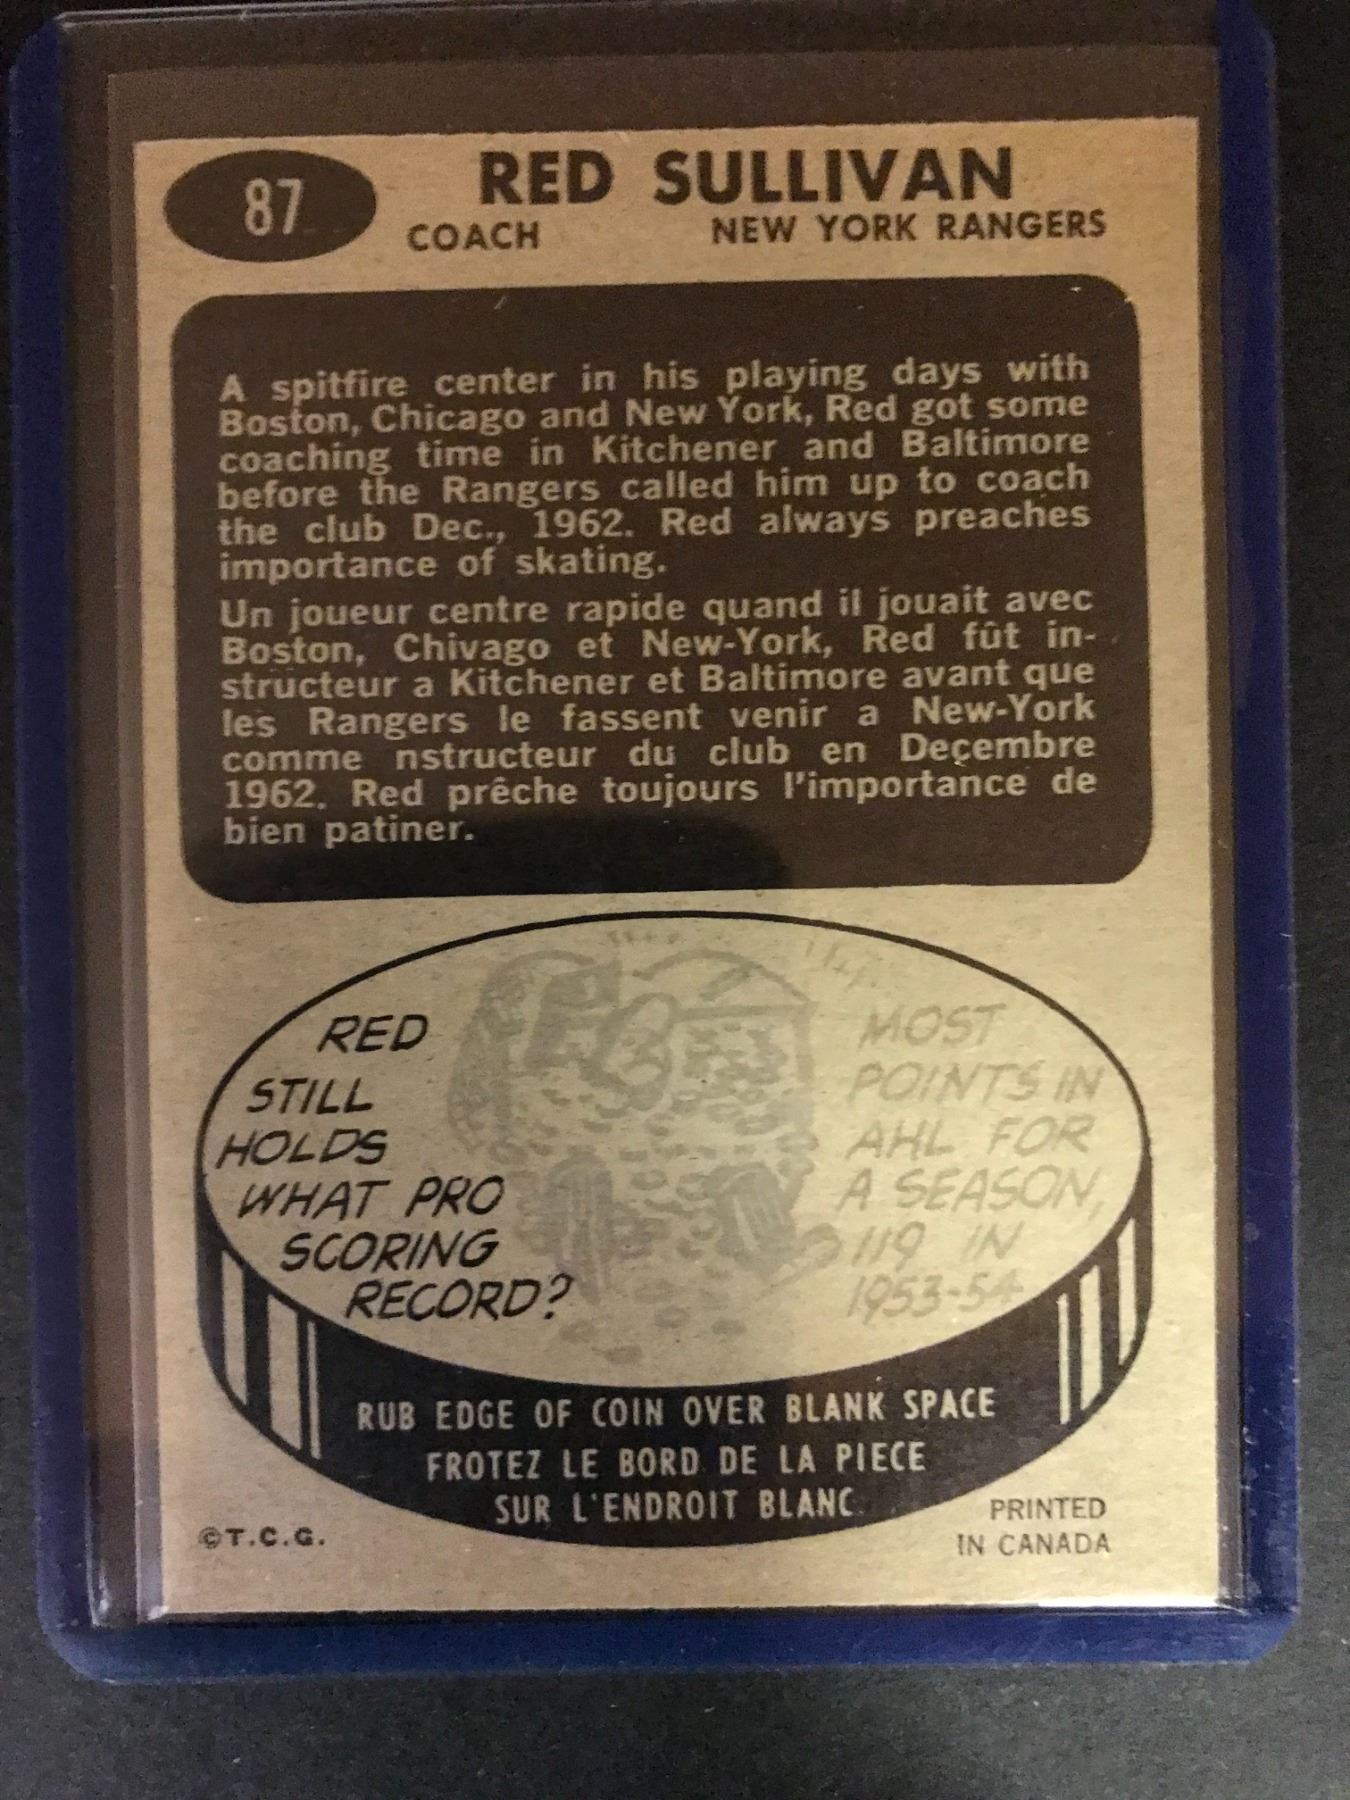 87
RED SULLIVAN
COACH NEW YORK RANGERS
A spitfire center in his playing days with
Boston, Chicago and New York, Red got some
coaching time in Kitchener and Baltimore
before the Rangers called him up to coach
the club Dec., 1962. Red always preaches
importance of skating.
Un joueur centre rapide quand il jouait avec
Boston, Chivago et New-York, Red fût in-
structeur a Kitchener et Baltimore avant que
les Rangers le fassent venir a New-York
comme nstructeur du club en Deçembre
1962. Red prêche toujours l'importance de
bien patiner.
RED
STILL
HOLDS
WHAT PRO
SCORING
RECORD?
MOST
POINTS IN
AHL FOR
A SEASON,
119 IN
1953-54
RUB EDGE OF COIN OVER BLANK SPACE
FROTEZ LE BORD DE LA PIECE
SUR L'ENDROIT BLANC.
©T.C.G.
PRINTED
IN CANADA